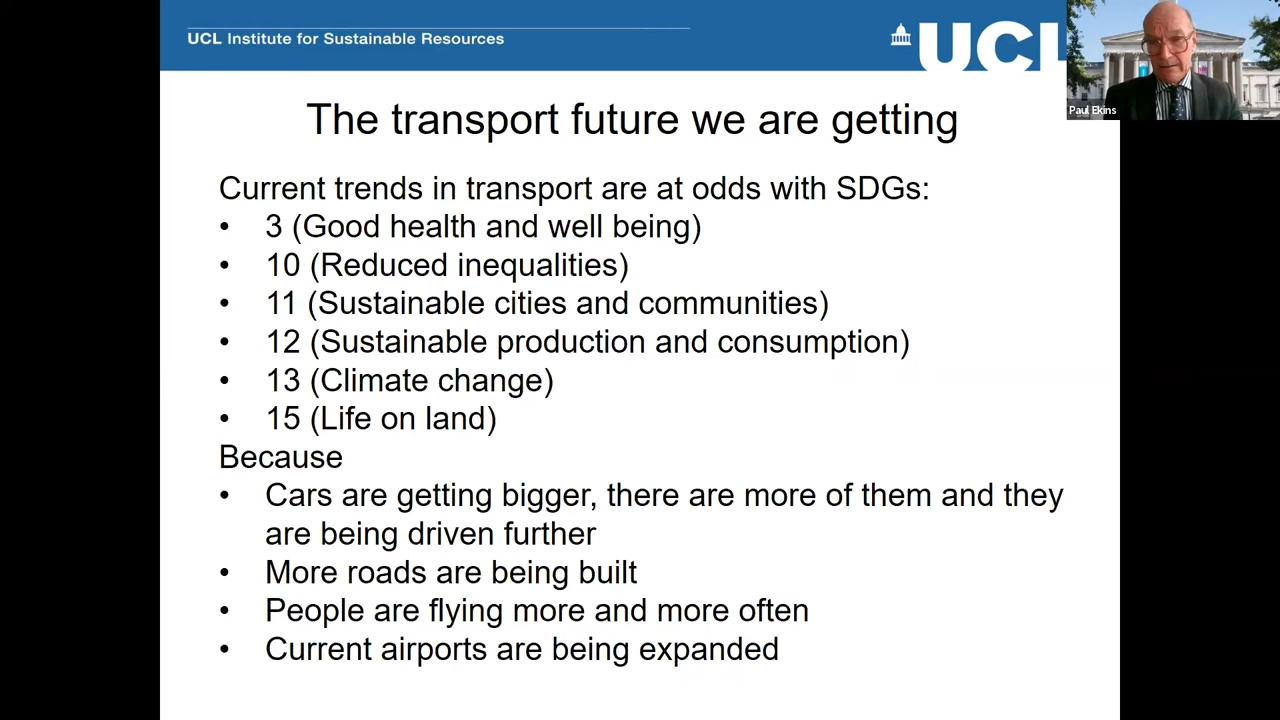 UCL Institute for Sustainable Resources
UCL
Paul Ekins
The transport future we are getting
Current trends in transport are at odds with SDGs:
• 3 (Good health and well being)
• 10 (Reduced inequalities)
• 11 (Sustainable cities and communities)
• 12 (Sustainable production and consumption)
• 13 (Climate change)
• 15 (Life on land)
Because
• Cars are getting bigger, there are more of them and they
are being driven further
• More roads are being built
• People are flying more and more often
• Current airports are being expanded